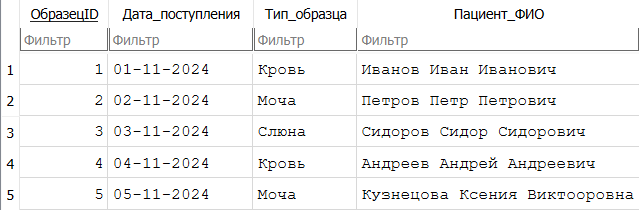 ОбразецID Дата_поступления Тип_образца Пациент_ФИО
Фильтр Фильтр Фильтр Фильтр
1 1 01-11-2024 Кровь Иванов Иван Иванович
2 2 02-11-2024 Моча Петров Петр Петрович
3 3 03-11-2024 Слюна Сидоров Сидор Сидорович
4 4 04-11-2024 Кровь Андреев Андрей Андреевич
5 5 05-11-2024 Моча Кузнецова Ксения Виктооровна